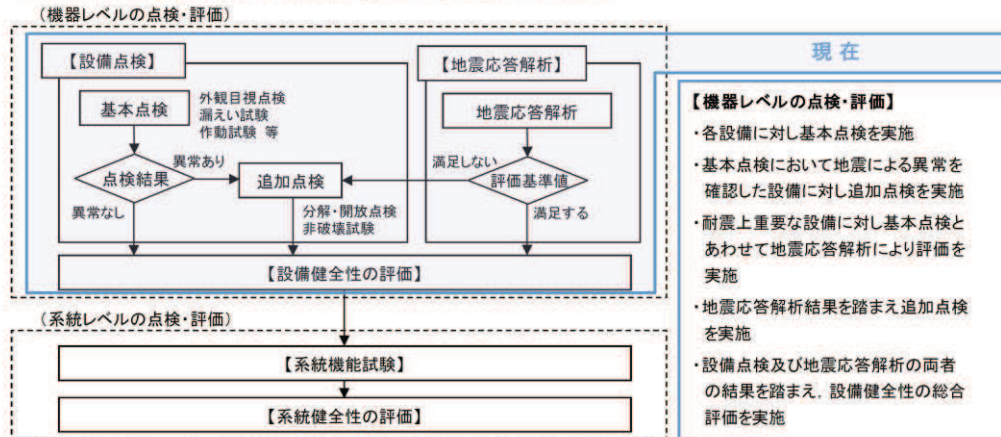 （機器レベルの点検・評価）
現 在
【設備点検】
【地震応答解析】
基本点検
外観目視点検
漏えい試験
作動試験 等
地震応答解析
点検結果
異常あり
追加点検
満足しない
評価基準値
異常なし
分解・開放点検
非破壊試験
満足する
【設備健全性の評価】
（系統レベルの点検・評価）
【系統機能試験】
【系統健全性の評価】
【機器レベルの点検・評価】
・各設備に対し基本点検を実施
・基本点検において地震による異常を
確認した設備に対し追加点検を実施
・耐震上重要な設備に対し基本点検と
あわせて地震応答解析により評価を
実施
・地震応答解析結果を踏まえ追加点検
を実施
・設備点検及び地震応答解析の両者
の結果を踏まえ，設備健全性の総合
評価を実施